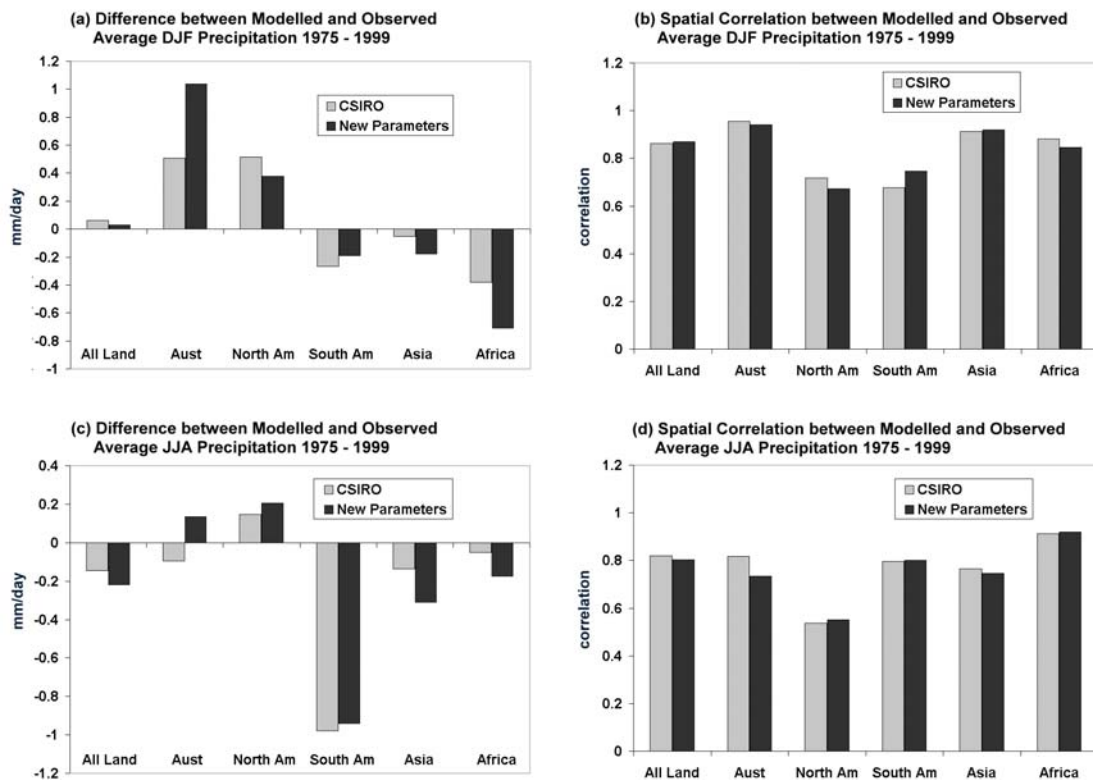 (a) Difference between Modelled and Observed
Average DJF Precipitation 1975 - 1999
1.2
1
0.8
0.6
0.4
0.2
0
-0.2
-0.4
-0.6
-0.8
-1
mm/day
CSIRO
New Parameters
All Land Aust North Am South Am Asia Africa
(b) Spatial Correlation between Modelled and Observed
Average DJF Precipitation 1975 - 1999
1.2
1
0.8
0.6
0.4
0.2
0
correlation
CSIRO
New Parameters
All Land Aust North Am South Am Asia Africa
(c) Difference between Modelled and Observed
Average JJA Precipitation 1975 - 1999
0.4
0.2
0
-0.2
-0.4
-0.6
-0.8
-1
-1.2
mm/day
CSIRO
New Parameters
All Land Aust North Am South Am Asia Africa
(d) Spatial Correlation between Modelled and Observed
Average JJA Precipitation 1975 - 1999
1.2
1
0.8
0.6
0.4
0.2
0
correlation
CSIRO
New Parameters
All Land Aust North Am South Am Asia Africa